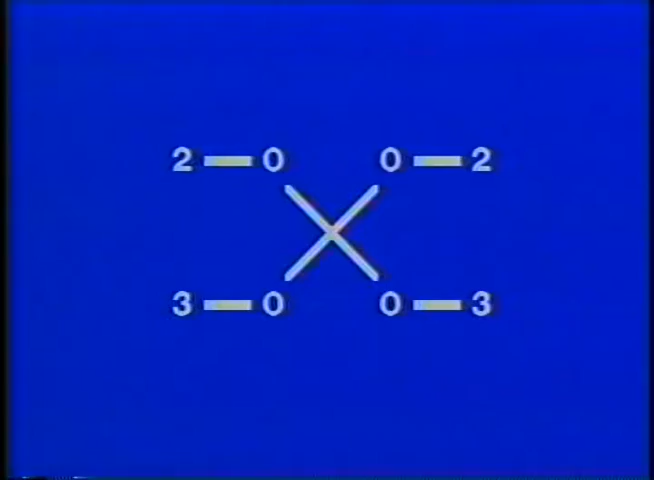 2 — 0 0 — 2
3 — 0 0 — 3